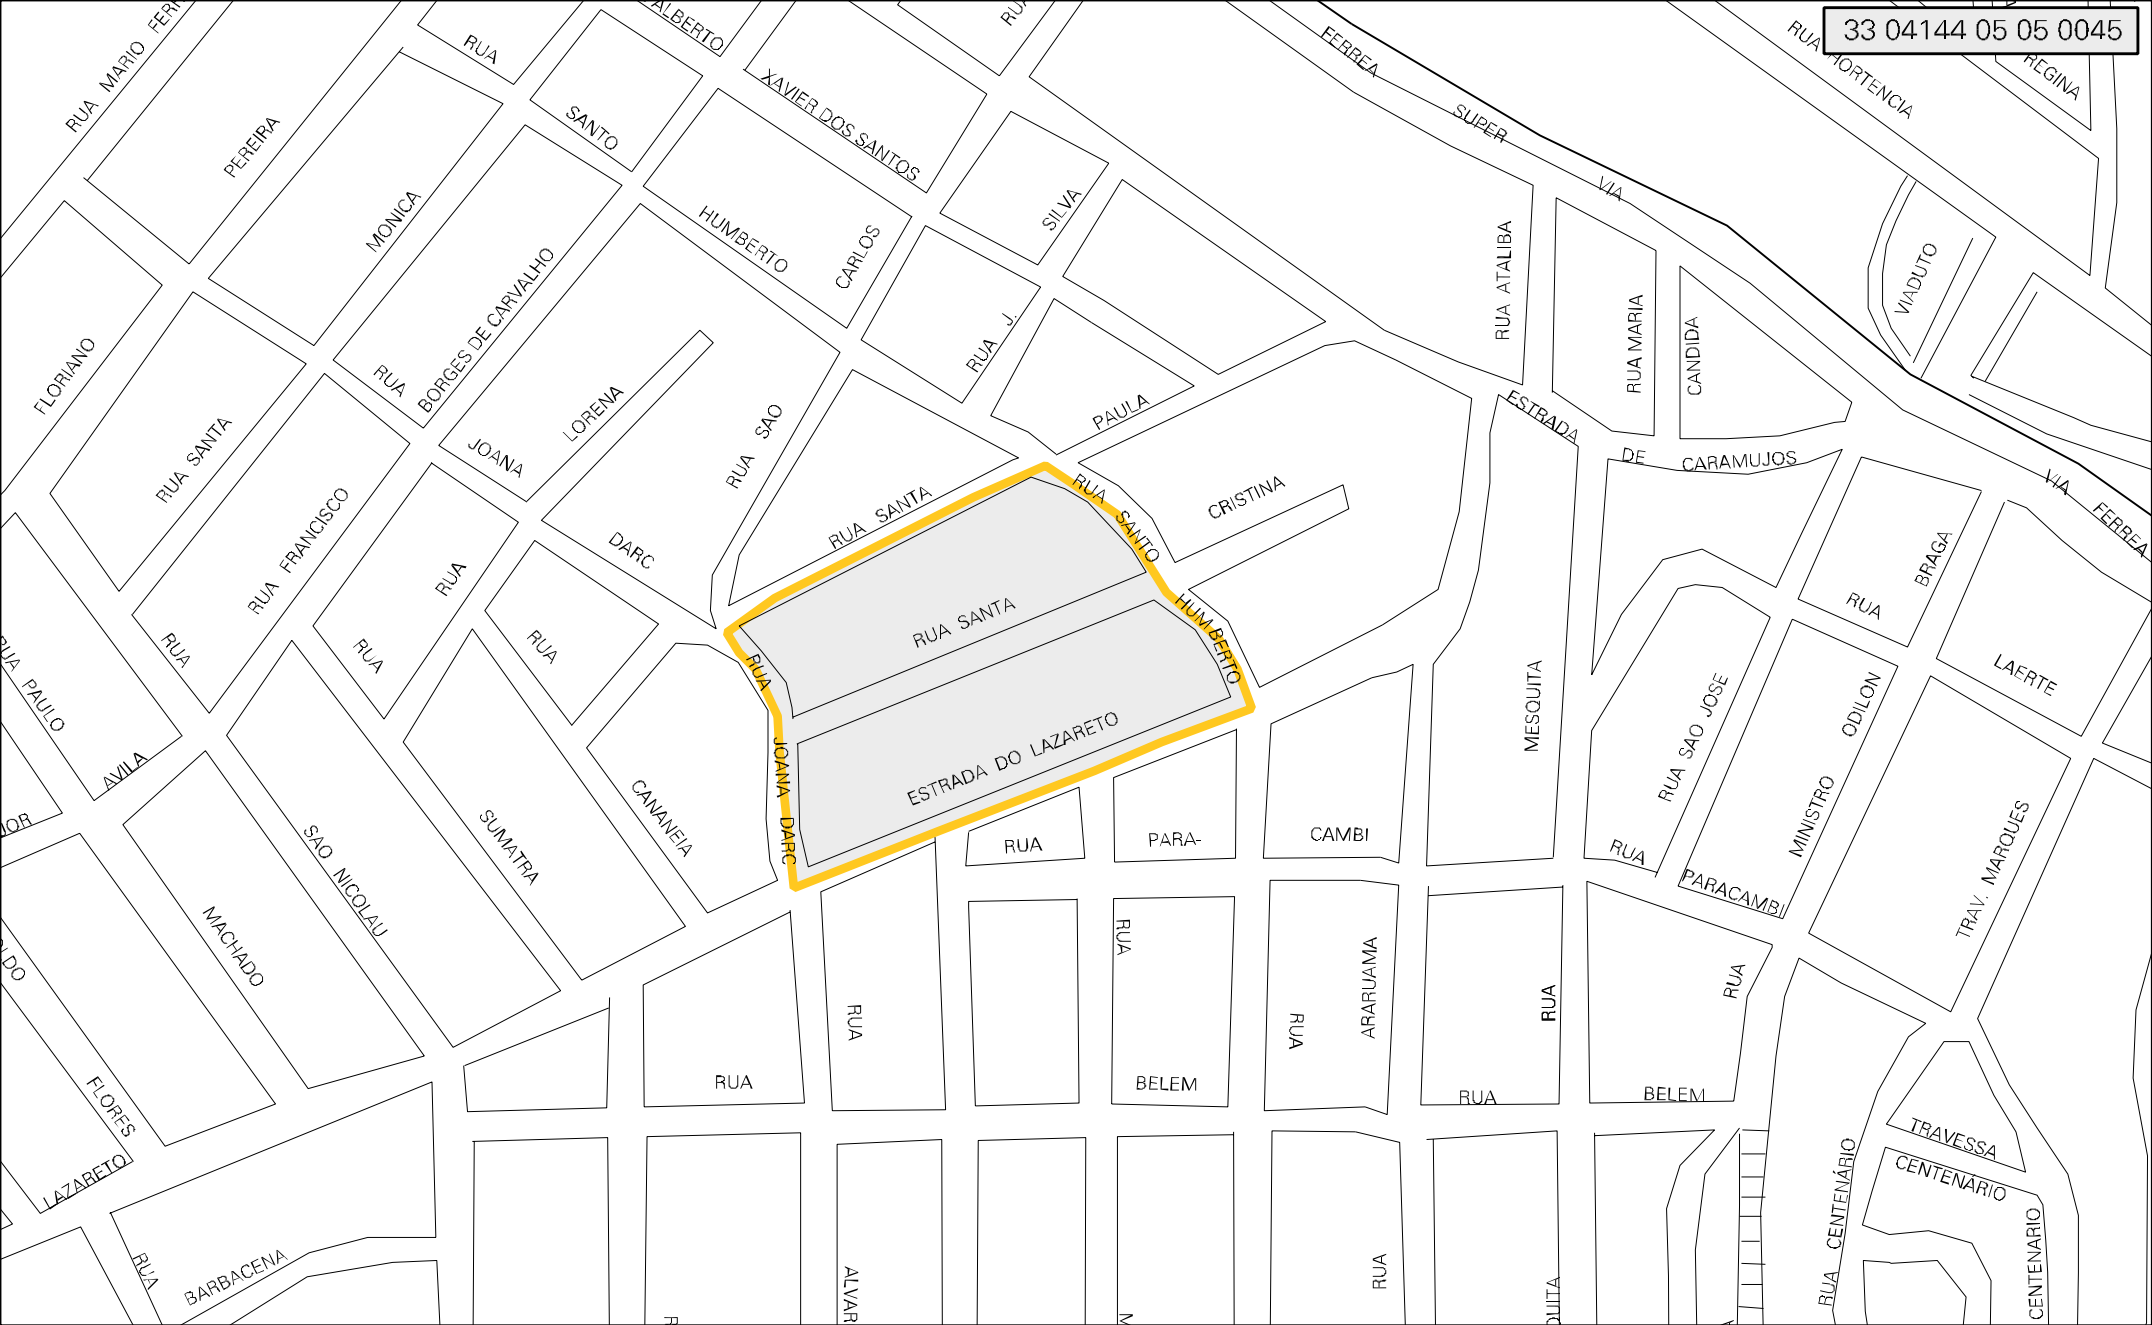 33 04144 05 05 0045
RUA MARIO
RUA
ALBERTO
FERREA
RUA HORTENCIA
REGINA
SUPER
VIA
PEREIRA
SANTO
XAVIER DOS SANTOS
MONICA
HUMBERTO
CARLOS
SILVA
RUA ATALIBA
VIADUTO
RUA MARIA
CANDIDA
FLORIANO
RUA
BORGES DE CARVALHO
RUA J.
RUA SANTA
JOANA
LORENA
RUA SAO
PAULA
ESTRADA
DE CARAMUJOS
RUA FRANCISCO
DARC
RUA SANTA
RUA
SANTO
HUM BERTO
CRISTINA
VIA
FERREA
BRAGA
RUA
RUA
RUA
RUA
RUA
RUA SANTA
RUA PAULO
AVILA
RUA
JOANA
DARC
ESTRADA DO LAZARETO
MESQUITA
RUA SAO JOSE
ODILON
MINISTRO
LAERTE
CANANEIA
SUMATRA
SAO NICOLAU
MACHADO
RUA
PARA-
CAMBI
RUA
PARACAMBI
TRAV. MARQUES
RUA
RUA
ARARUAMA
RUA
RUA
RUA
RUA
BELEM
RUA
BELEM
FLORES
LAZARETO
RUA
BARBACENA
RUA
RUA CENTENÁRIO
TRAVESSA
CENTENARIO
CENTENARIO